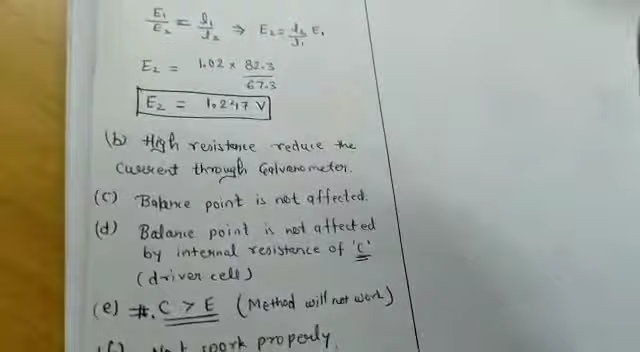 E₁/E₂ = l₁/l₂ ⇒ E₂ = l₂/l₁ E₁
E₂ = 1.02 × 82.3/67.3
E₂ = 1.247 V
(b) High resistance reduce the
current through Galvanometer.
(c) Balance point is not affected.
(d) Balance point is not affected
by internal resistance of 'C'
(driver cell)
(e) #. C > E (Method will not work)
(f) Not work properly.